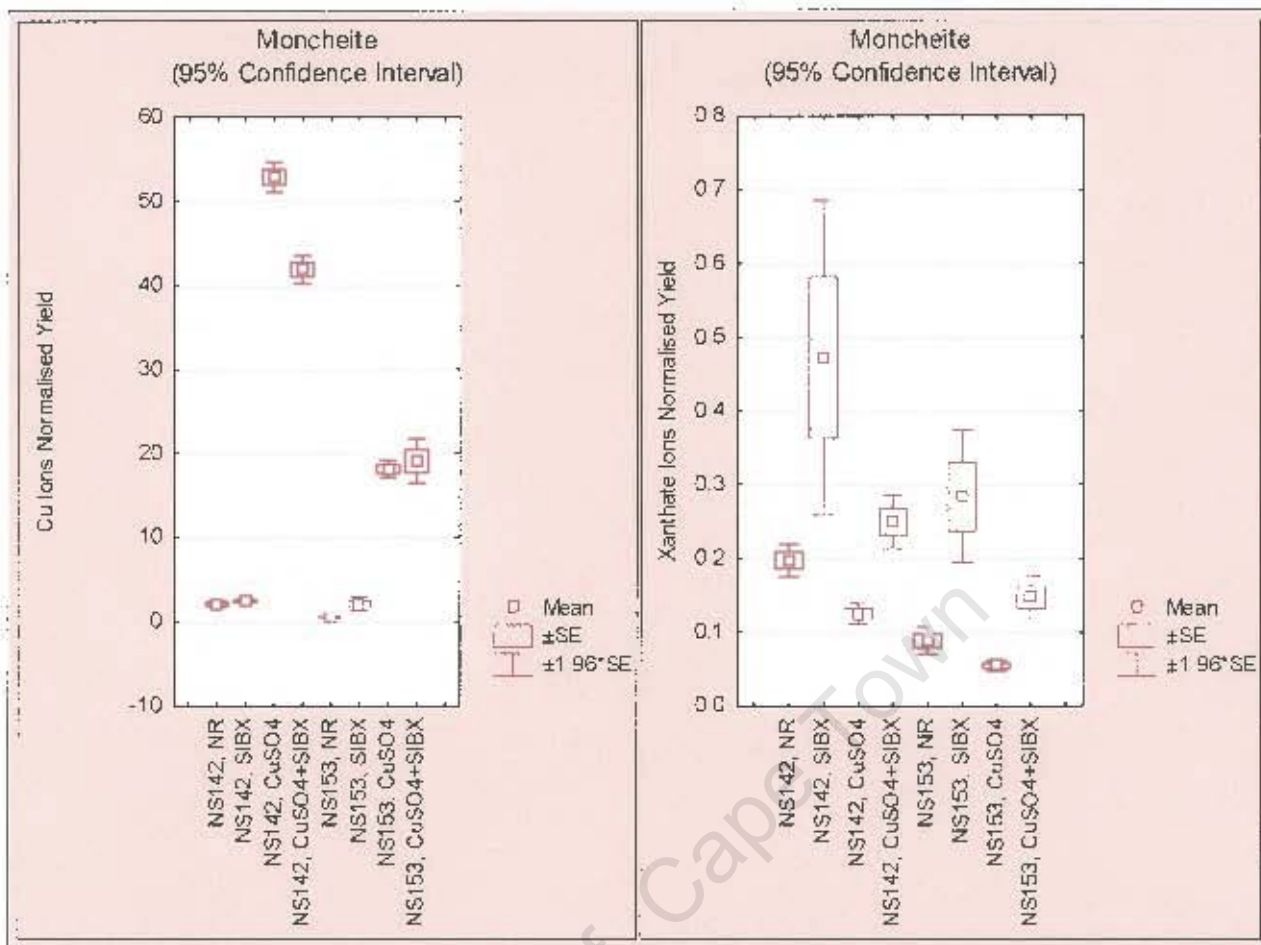 Moncheite
(95% Confidence Interval)
Cu Ions Normalised Yield
60
50
40
30
20
10
0
-10
NS142, NR
NS142, SIBX
NS142, CuSO4
NS142, CuSO4+SIBX
NS153, NR
NS153, SIBX
NS153, CuSO4
NS153, CuSO4+SIBX
Mean
±SE
±1.96*SE
Moncheite
(95% Confidence Interval)
Xanthate Ions Normalised Yield
0.8
0.7
0.6
0.5
0.4
0.3
0.2
0.1
0.0
NS142, NR
NS142, SIBX
NS142, CuSO4
NS142, CuSO4+SIBX
NS153, NR
NS153, SIBX
NS153, CuSO4
NS153, CuSO4+SIBX
Mean
±SE
±1.96*SE
of Cape Town